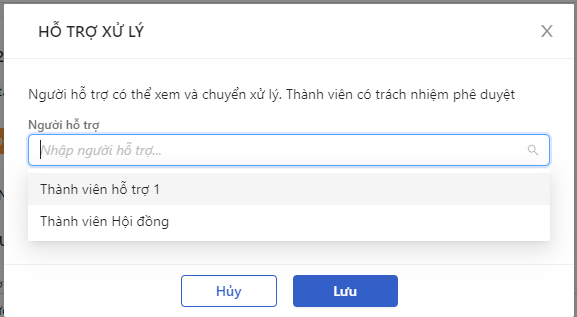 HỖ TRỢ XỬ LÝ
Người hỗ trợ có thể xem và chuyển xử lý. Thành viên có trách nhiệm phê duyệt
Người hỗ trợ
Nhập người hỗ trợ...
Thành viên hỗ trợ 1
Thành viên Hội đồng
Hủy
Lưu